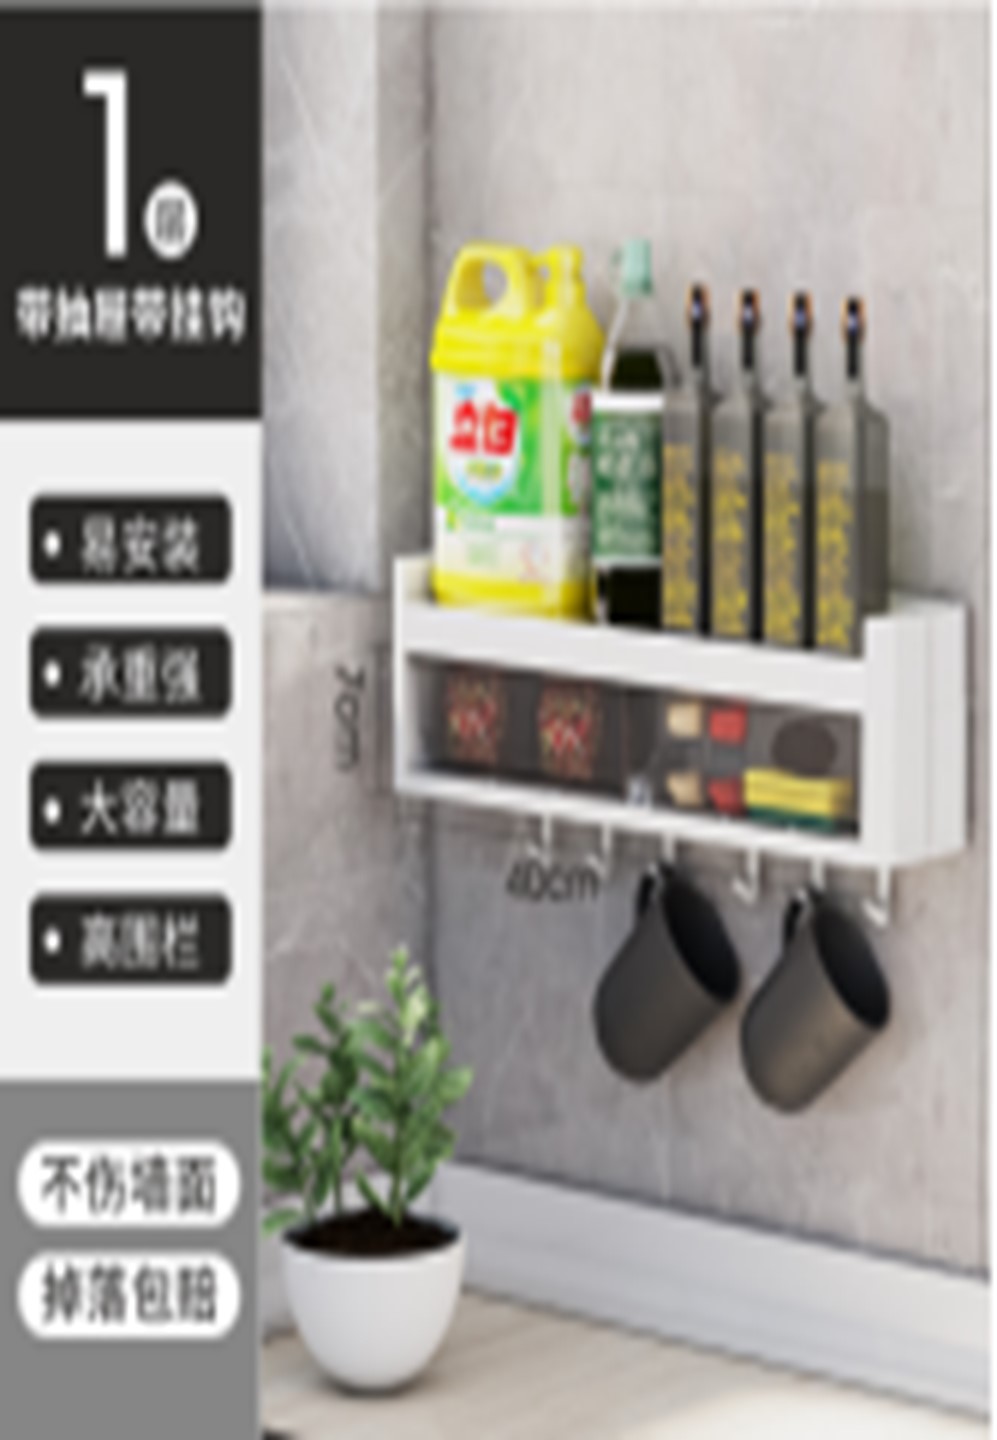 1层
带抽屉带挂钩
• 易安装
• 承重强
• 大容量
• 高围栏
不伤墙面
掉落包赔
立白
7cm
40cm